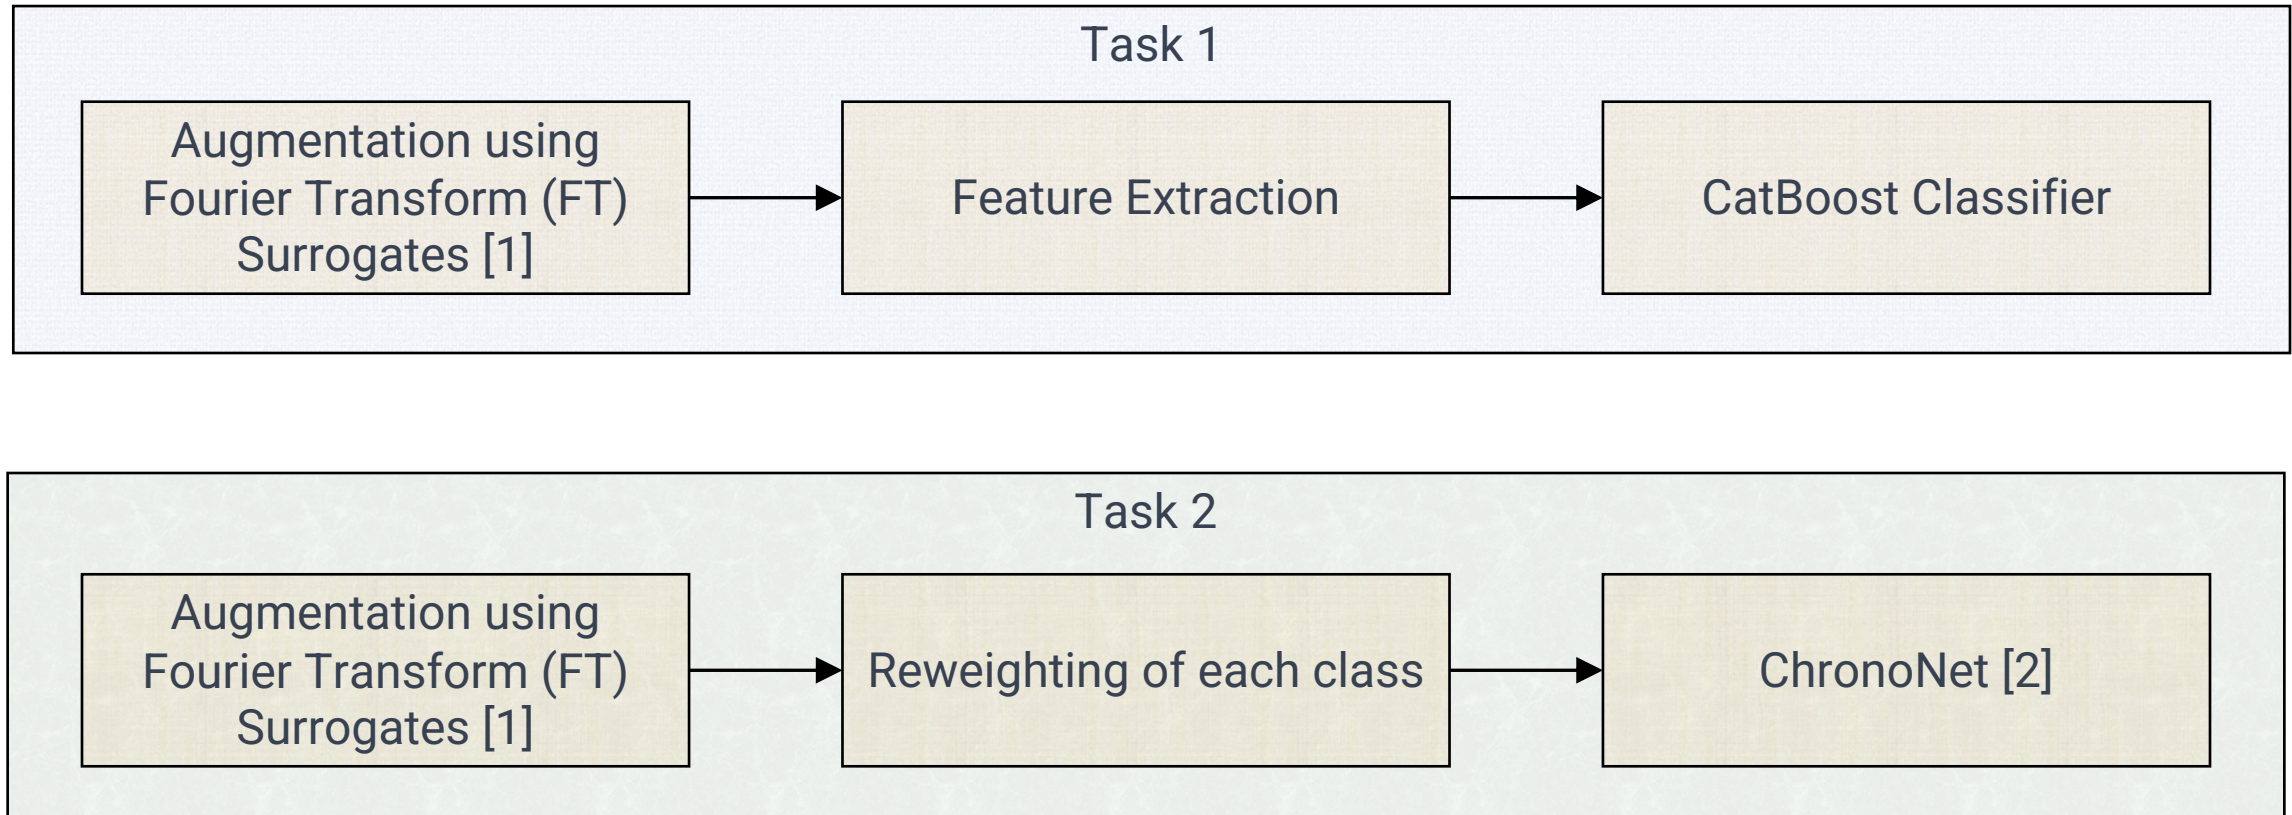 Task 1
Augmentation using
Fourier Transform (FT)
Surrogates [1]
Feature Extraction
CatBoost Classifier
Task 2
Augmentation using
Fourier Transform (FT)
Surrogates [1]
Reweighting of each class
ChronoNet [2]